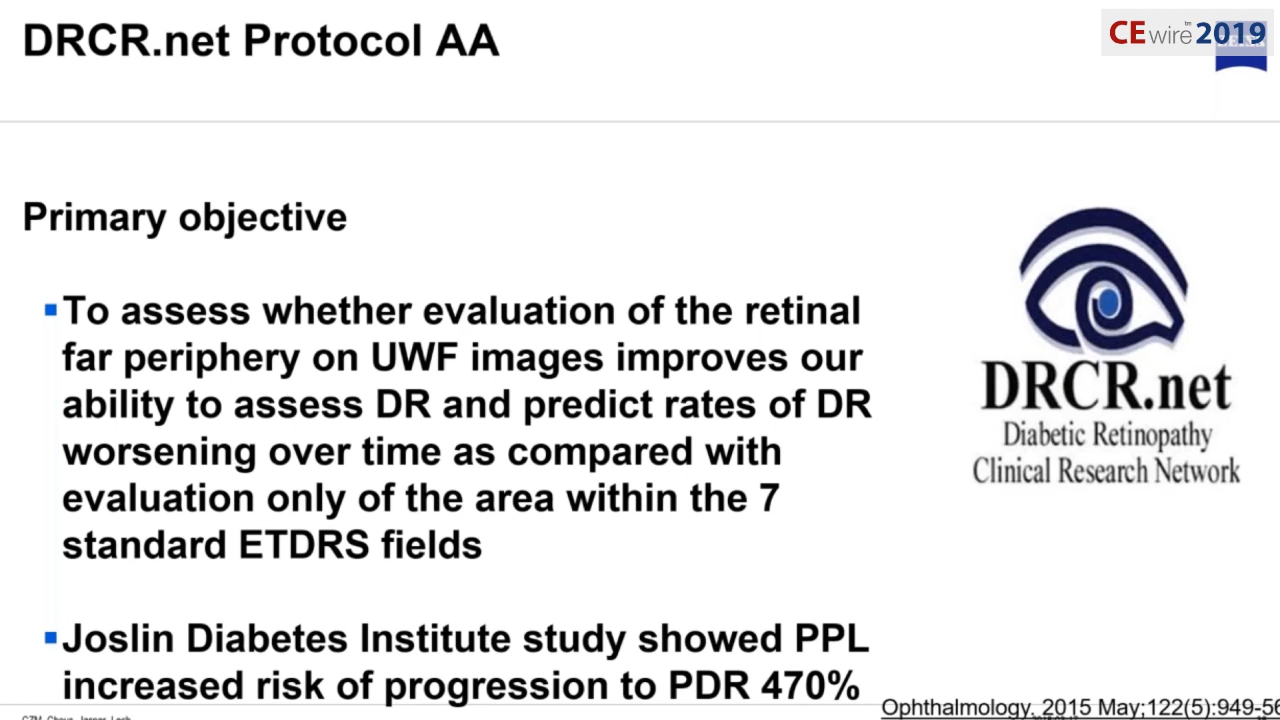 DRCR.net Protocol AA
CEwire™2019
Primary objective
To assess whether evaluation of the retinal
far periphery on UWF images improves our
ability to assess DR and predict rates of DR
worsening over time as compared with
evaluation only of the area within the 7
standard ETDRS fields
Joslin Diabetes Institute study showed PPL
increased risk of progression to PDR 470%
DRCR.net
Diabetic Retinopathy
Clinical Research Network
Ophthalmology. 2015 May;122(5):949-56